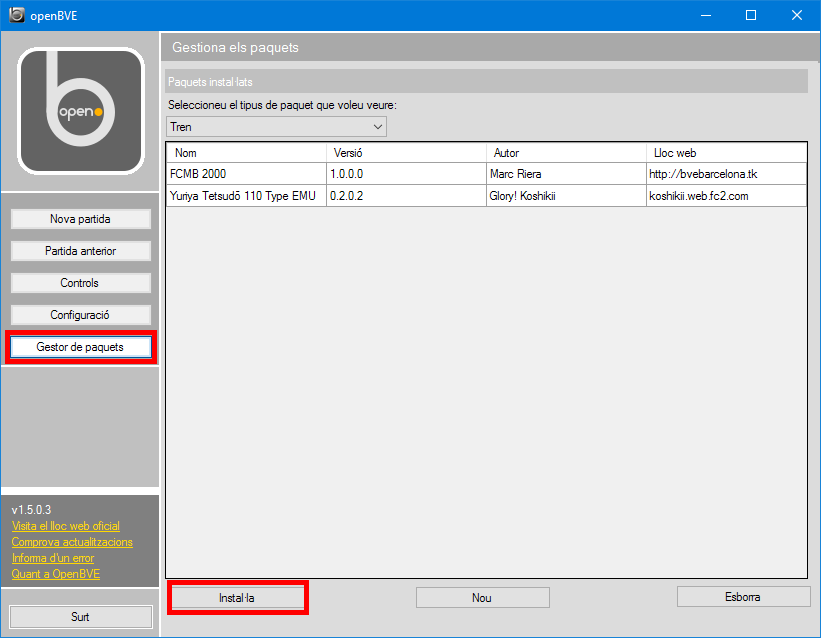 openBVE
open
Gestiona els paquets
Paquets instal·lats
Seleccioneu el tipus de paquet que voleu veure:
Tren
Nom Versió Autor Lloc web
FCMB 2000 1.0.0.0 Marc Riera http://bvebarcelona.tk
Yuriya Tetsudō 110 Type EMU 0.2.0.2 Glory! Koshikii koshikii.web.fc2.com
Nova partida
Partida anterior
Controls
Configuració
Gestor de paquets
v1.5.0.3
Visita el lloc web oficial
Comprova actualitzacions
Informa d'un error
Quant a OpenBVE
Surt
Instal·la Nou Esborra